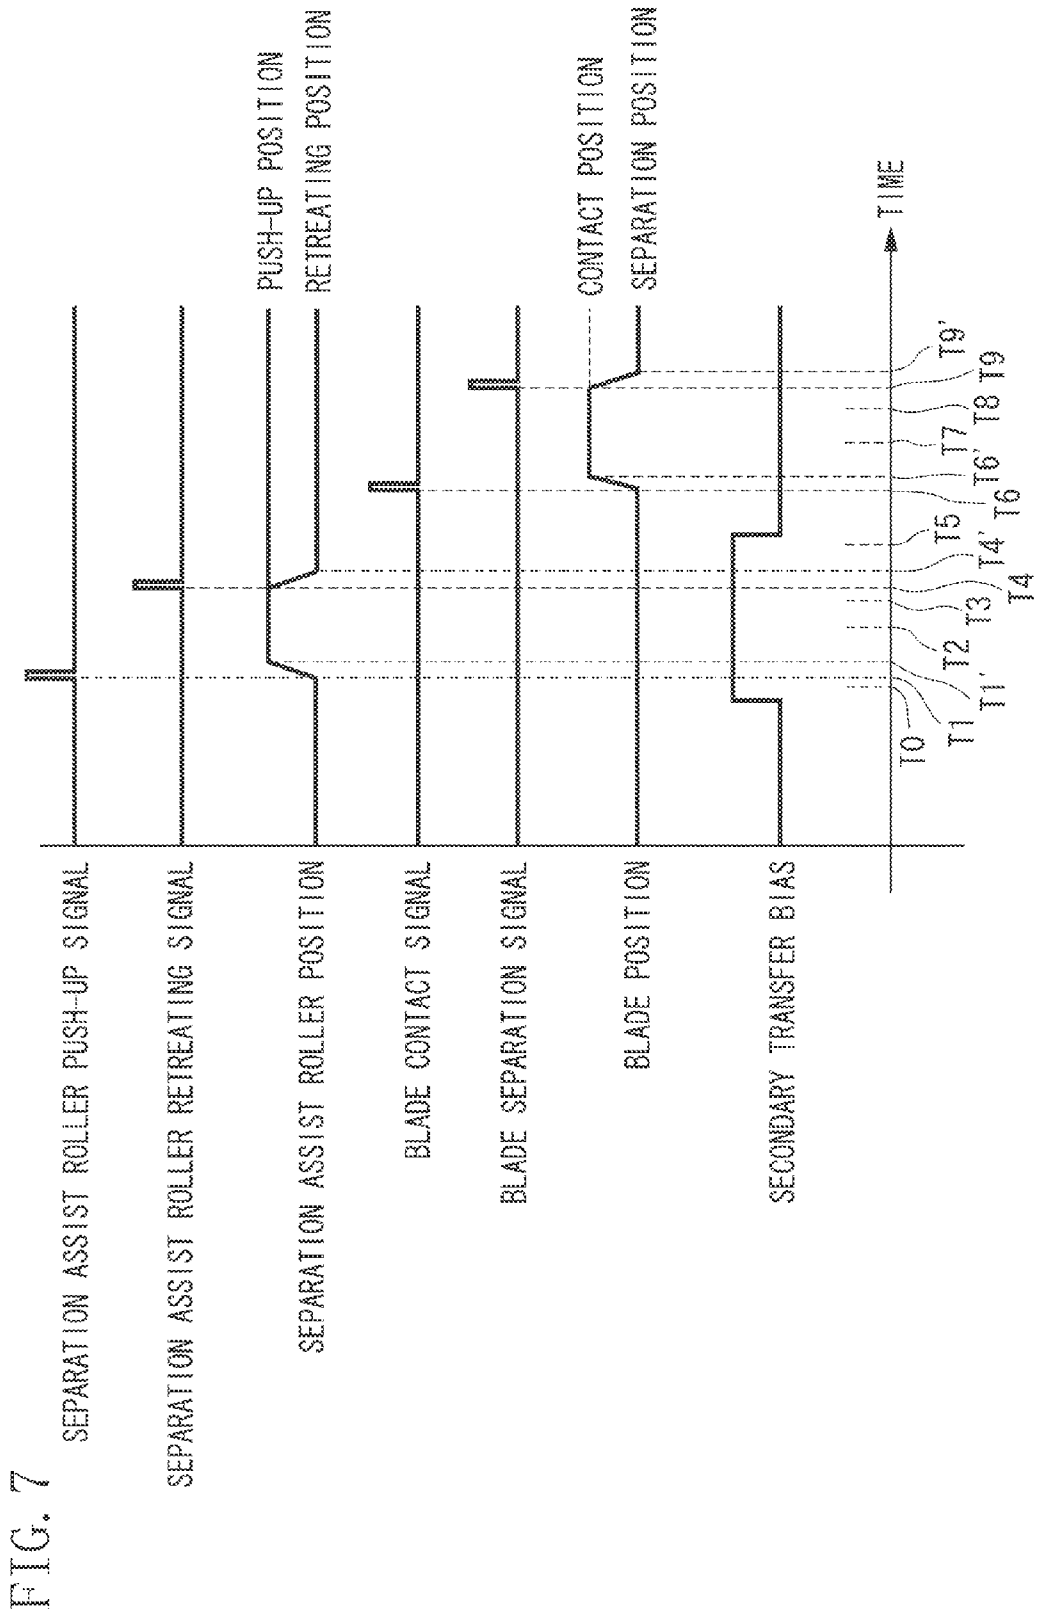 FIG. 7
SEPARATION ASSIST ROLLER PUSH-UP SIGNAL
SEPARATION ASSIST ROLLER RETREATING SIGNAL
PUSH-UP POSITION
SEPARATION ASSIST ROLLER POSITION
RETREATING POSITION
BLADE CONTACT SIGNAL
BLADE SEPARATION SIGNAL
CONTACT POSITION
BLADE POSITION
SEPARATION POSITION
SECONDARY TRANSFER BIAS
TIME
T0
T1
T1'
T2
T3
T4
T4'
T5
T6
T6'
T7
T8
T9
T9'